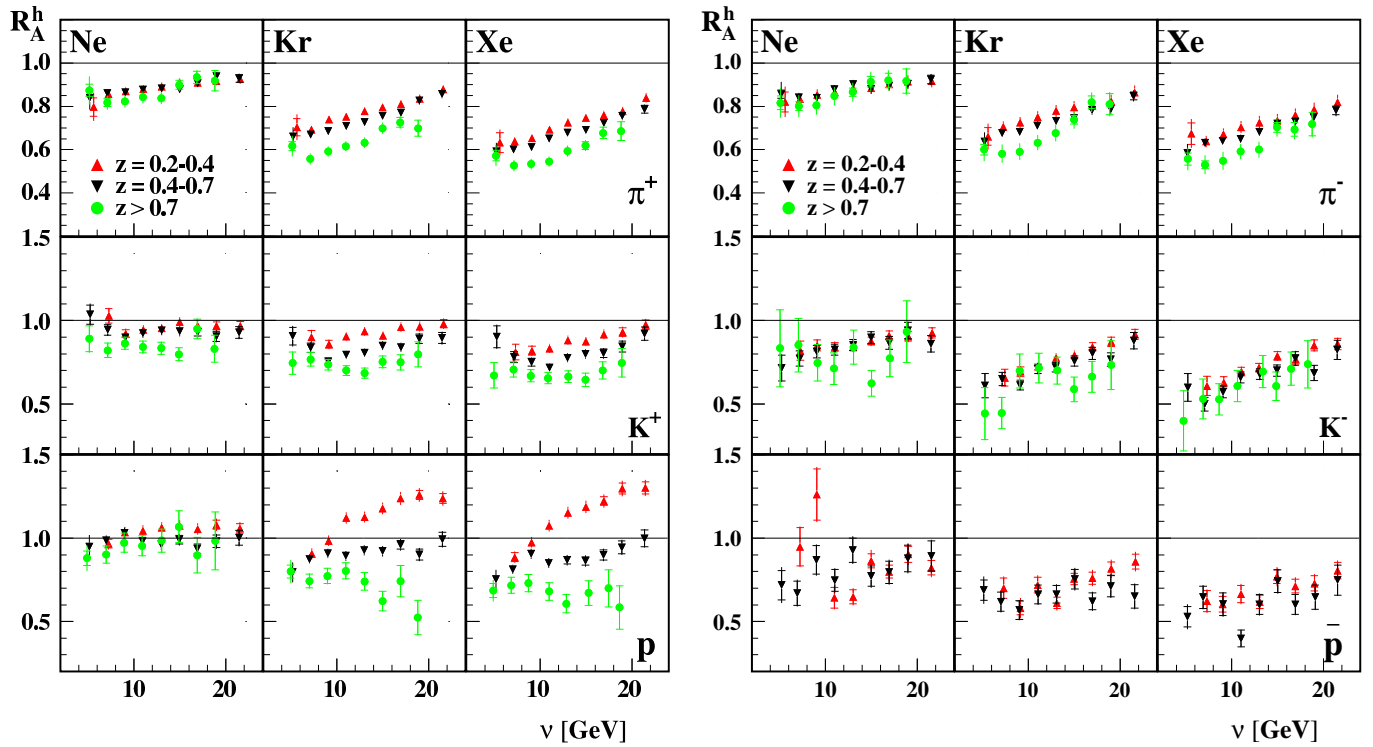 R_A^h Ne Kr Xe R_A^h Ne Kr Xe
1.0 1.0
0.8 0.8
0.6 0.6
z = 0.2-0.4 z = 0.2-0.4
z = 0.4-0.7 z = 0.4-0.7
0.4 π+ 0.4 π-
z > 0.7 z > 0.7
1.5 1.5
1.0 1.0
0.5 K+ 0.5 K-
1.5 1.5
1.0 1.0
0.5 p 0.5 p̄
10 20 10 20 10 20 10 20 10 20 10 20
ν [GeV] ν [GeV]